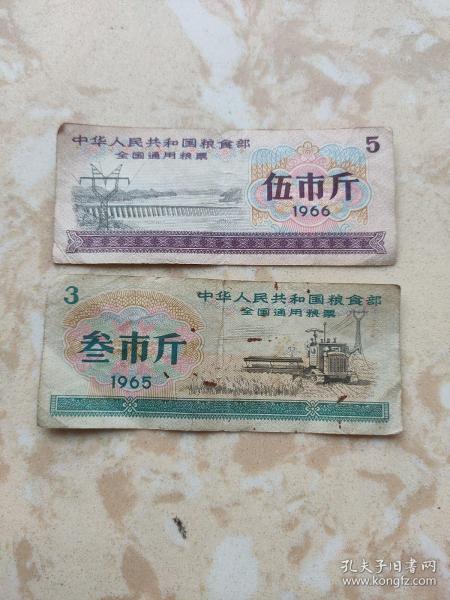 中华人民共和国粮食部
全国通用粮票
5
伍市斤
1966
3
中华人民共和国粮食部
全国通用粮票
叁市斤
1965
孔夫子旧书网
www.kongfz.com